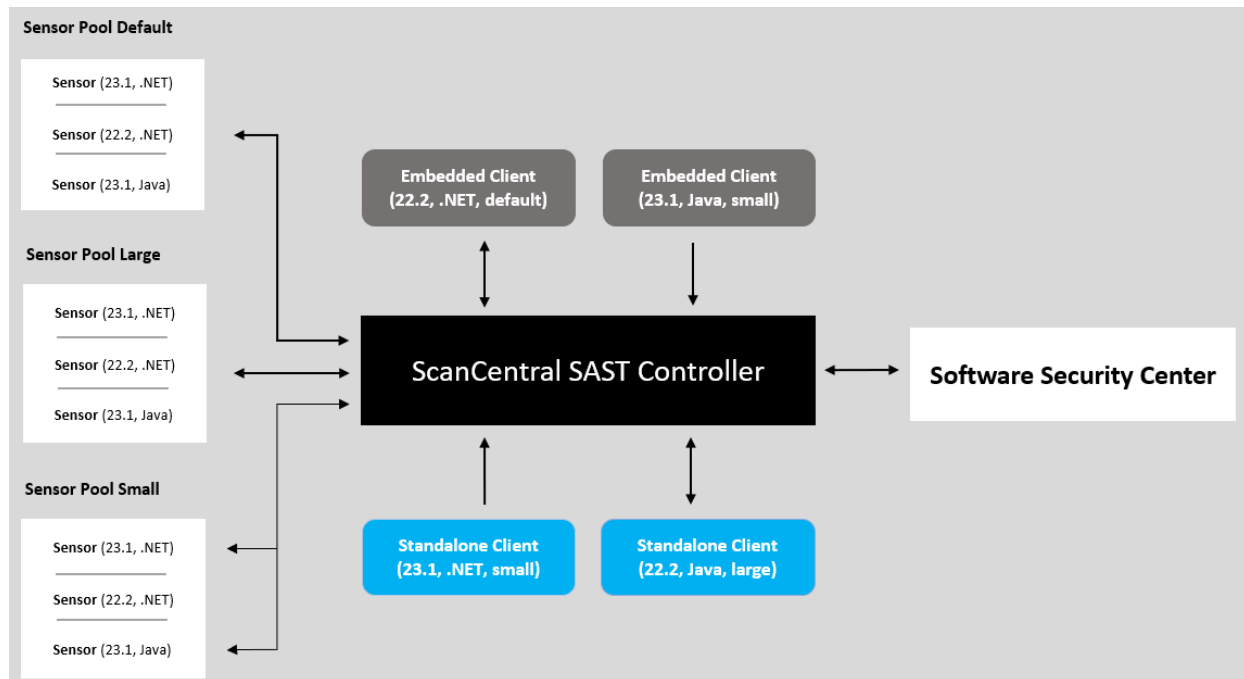 Sensor Pool Default
Sensor (23.1, .NET)
Sensor (22.2, .NET)
Sensor (23.1, Java)
Sensor Pool Large
Sensor (23.1, .NET)
Sensor (22.2, .NET)
Sensor (23.1, Java)
Sensor Pool Small
Sensor (23.1, .NET)
Sensor (22.2, .NET)
Sensor (23.1, Java)
Embedded Client
(22.2, .NET, default)
Embedded Client
(23.1, Java, small)
ScanCentral SAST Controller
Standalone Client
(23.1, .NET, small)
Standalone Client
(22.2, Java, large)
Software Security Center